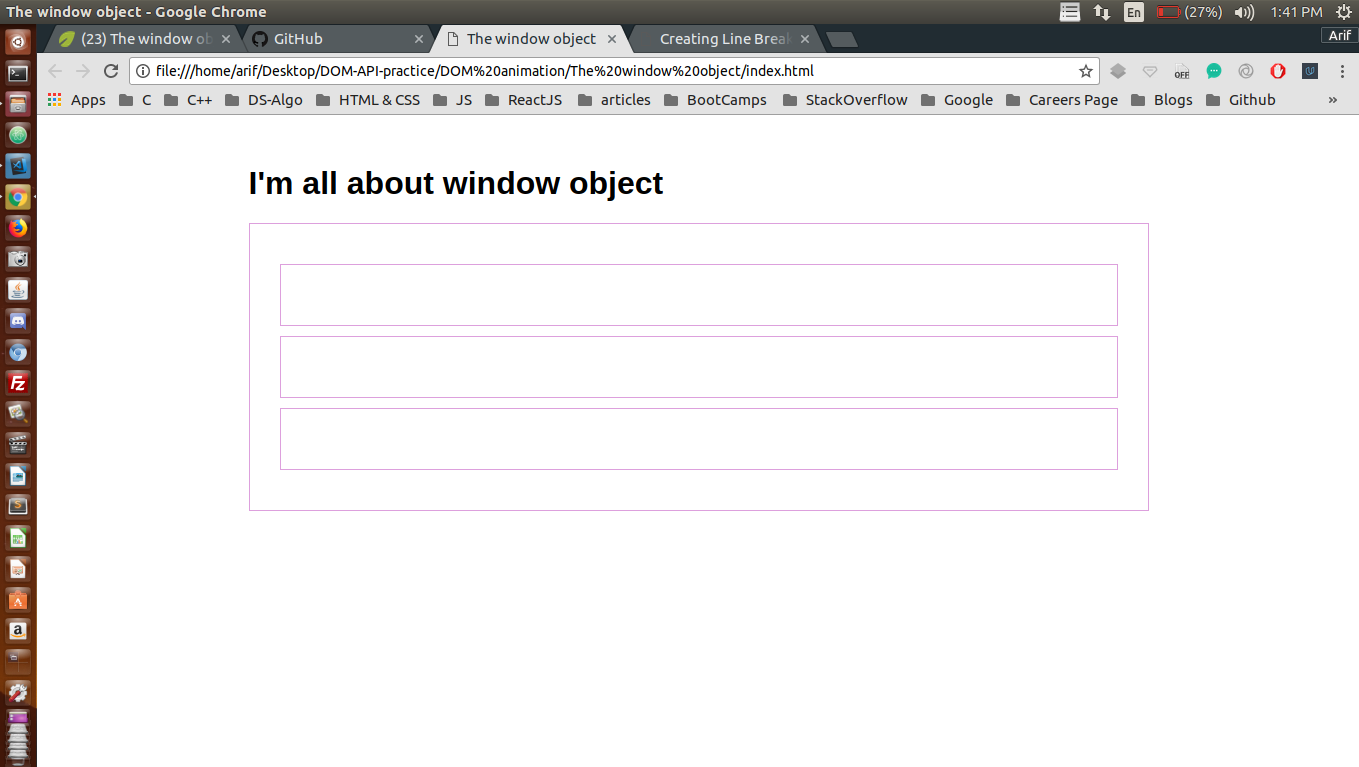 The window object - Google Chrome
En (27%) 1:41 PM
(23) The window ob
GitHub
The window object
Creating Line Break
Arif
file:///home/arif/Desktop/DOM-API-practice/DOM%20animation/The%20window%20object/index.html
OFF
Apps C C++ DS-Algo HTML & CSS JS ReactJS articles BootCamps StackOverflow Google Careers Page Blogs Github »
I'm all about window object